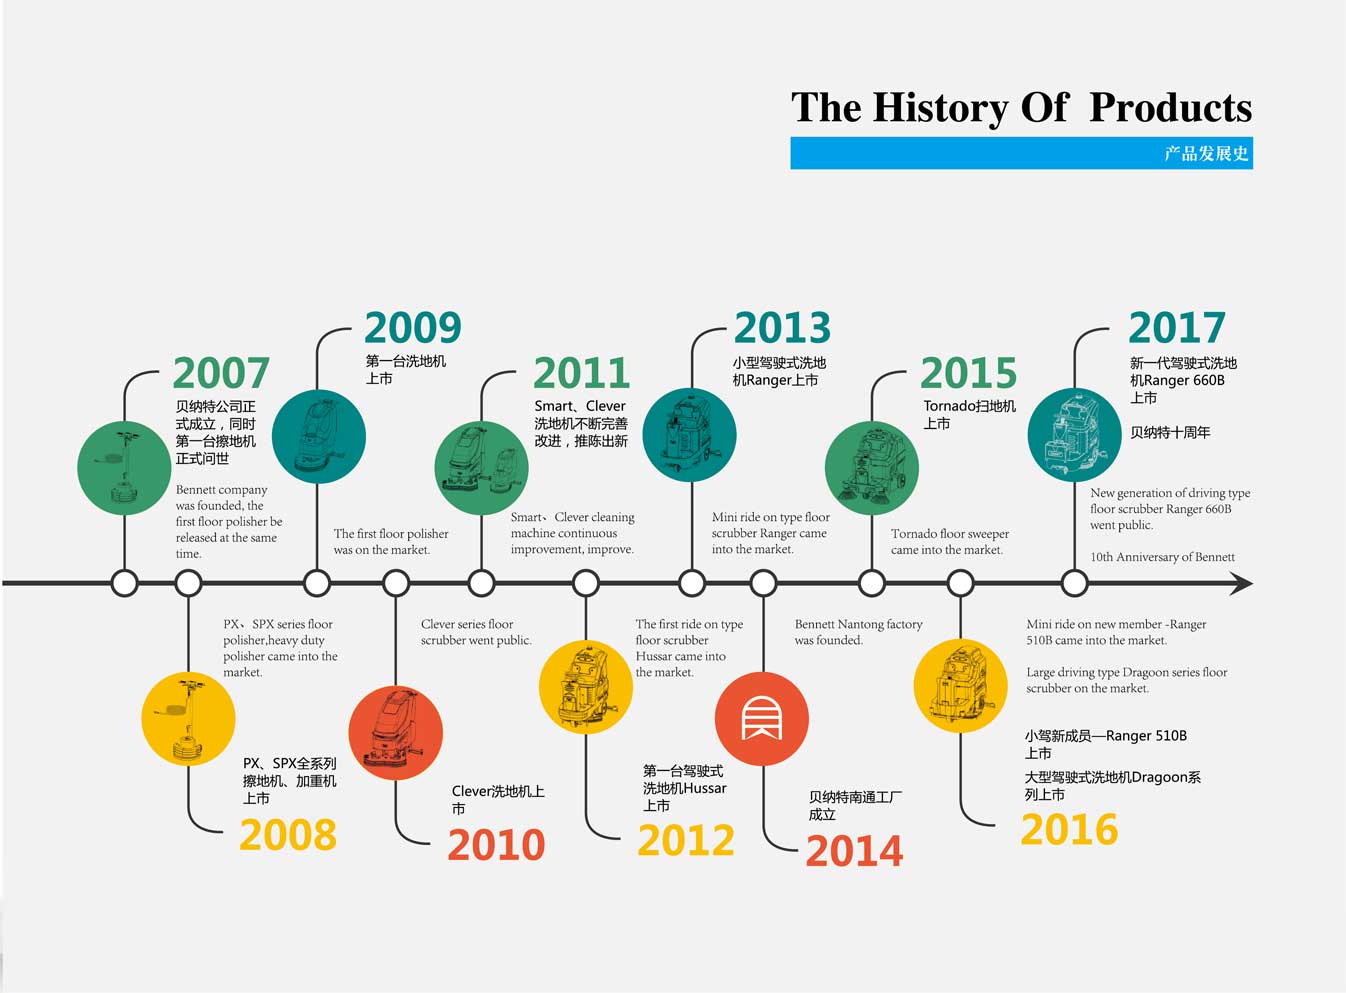 The History Of Products
产品发展史
2007
贝纳特公司正
式成立，同时
第一台擦地机
正式问世
Bennett company
was founded, the
first floor polisher be
released at the same
time.
2009
第一台洗地机
上市
The first floor polisher
was on the market.
2011
Smart、Clever
洗地机不断完善
改进，推陈出新
Smart、Clever cleaning
machine continuous
improvement, improve.
2013
小型驾驶式洗地
机Ranger上市
Mini ride on type floor
scrubber Ranger came
into the market.
2015
Tornado扫地机
上市
Tornado floor sweeper
came into the market.
2017
新一代驾驶式洗地
机Ranger 660B
上市
贝纳特十周年
New generation of driving type
floor scrubber Ranger 660B
went public.
10th Anniversary of Bennett
PX、SPX series floor
polisher,heavy duty
polisher came into the
market.
PX、SPX全系列
擦地机、加重机
上市
2008
Clever series floor
scrubber went public.
Clever洗地机上
市
2010
The first ride on type
floor scrubber
Hussar came into
the market.
第一台驾驶式
洗地机Hussar
上市
2012
Bennett Nantong factory
was founded.
贝纳特南通工厂
成立
2014
Mini ride on new member -Ranger
510B came into the market.
Large driving type Dragoon series floor
scrubber on the market.
小驾新成员—Ranger 510B
上市
大型驾驶式洗地机Dragoon系
列上市
2016